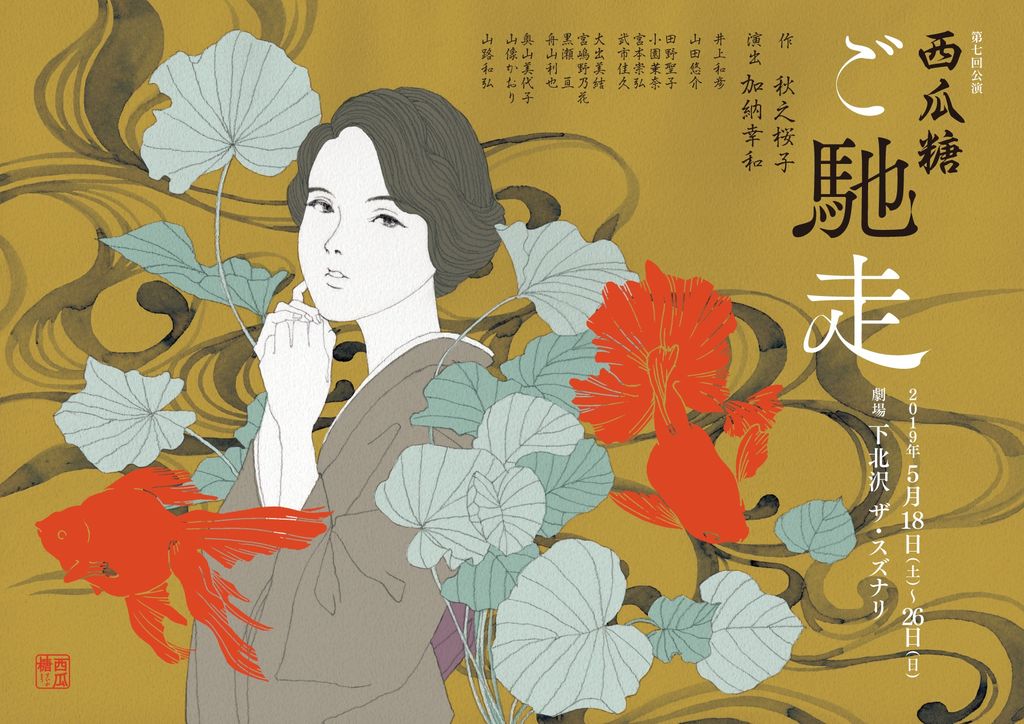 第七回公演
西瓜糖
ご馳走
2019年5月18日(土)～26日(日)
劇場 下北沢 ザ・スズナリ
作 秋之桜子
演出 加納幸和
井上和彦
山田悠介
田野聖子
小園茉奈
宮本崇弘
武市佳久
大出美結
宮嶋野乃花
黒瀬亘
舟山利也
奥山美代子
山像かおり
山路和弘
西瓜
糖